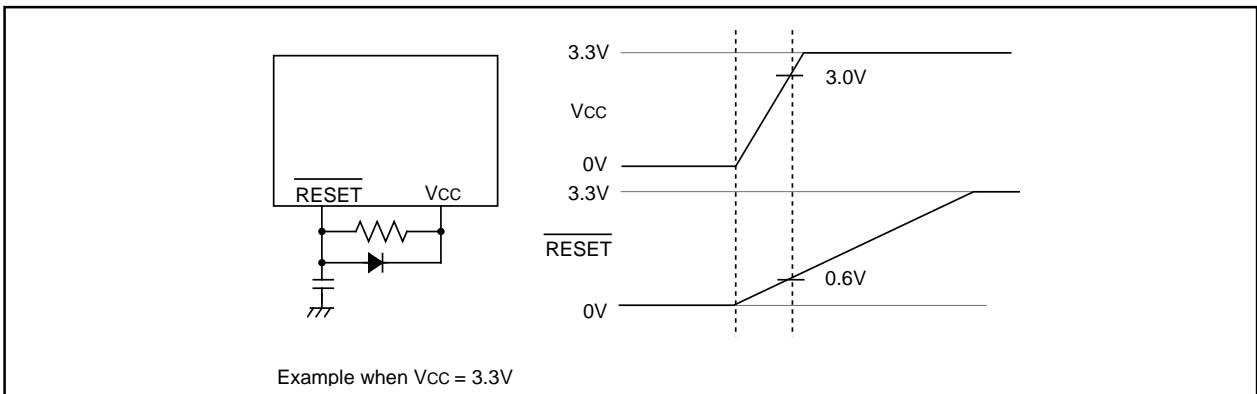 RESET
VCC
Example when VCC = 3.3V
3.3V
3.0V
VCC
0V
3.3V
RESET
0.6V
0V